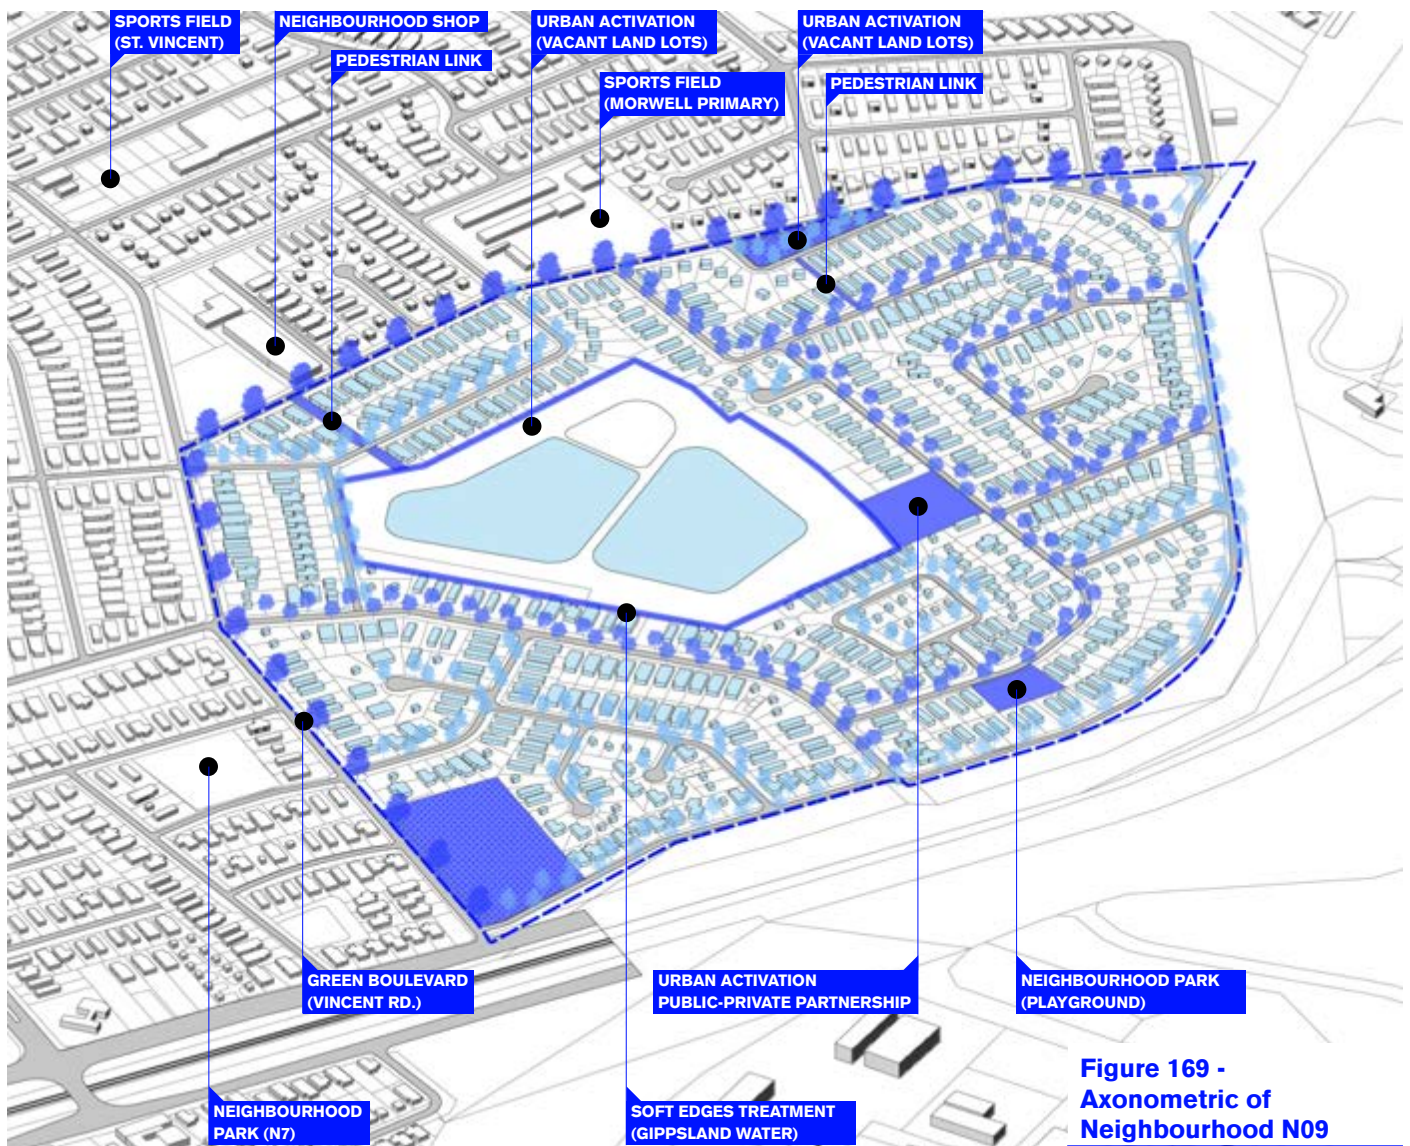 SPORTS FIELD
(ST. VINCENT)
NEIGHBOURHOOD SHOP
PEDESTRIAN LINK
URBAN ACTIVATION
(VACANT LAND LOTS)
SPORTS FIELD
(MORWELL PRIMARY)
URBAN ACTIVATION
(VACANT LAND LOTS)
PEDESTRIAN LINK
GREEN BOULEVARD
(VINCENT RD.)
URBAN ACTIVATION
PUBLIC-PRIVATE PARTNERSHIP
NEIGHBOURHOOD PARK
(PLAYGROUND)
NEIGHBOURHOOD
PARK (N7)
SOFT EDGES TREATMENT
(GIPPSLAND WATER)
Figure 169 -
Axonometric of
Neighbourhood N09